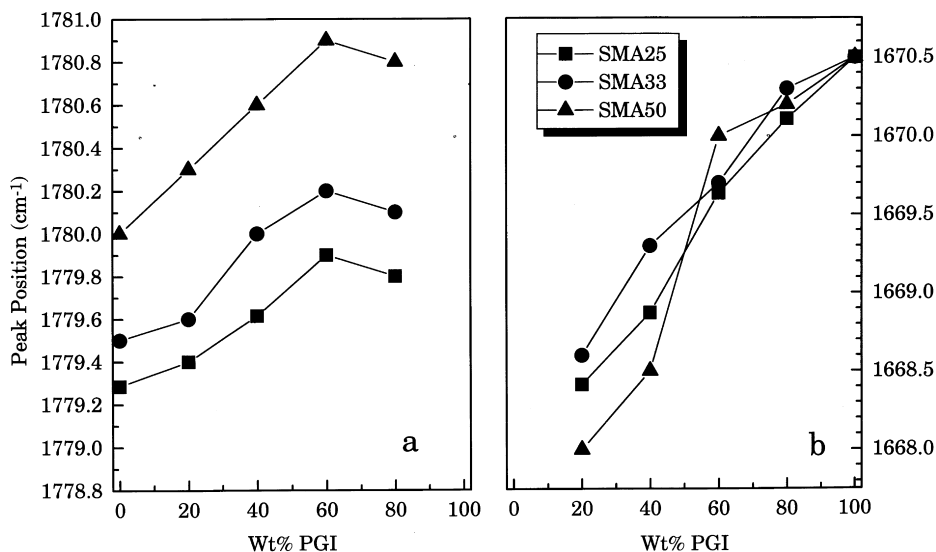 Peak Position (cm-1)
1781.0
1780.8
1780.6
1780.4
1780.2
1780.0
1779.8
1779.6
1779.4
1779.2
1779.0
1778.8
a
0 20 40 60 80 100
Wt% PGI
SMA25
SMA33
SMA50
1670.5
1670.0
1669.5
1669.0
1668.5
1668.0
b
0 20 40 60 80 100
Wt% PGI